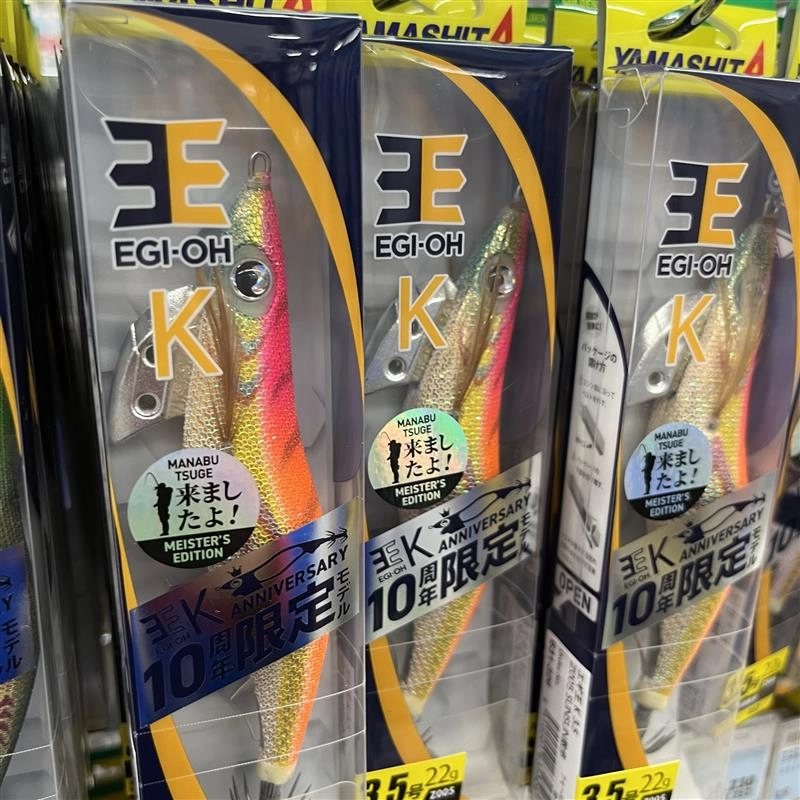 YAMASHITA
YAMASHITA
EGI-OH
K
MANABU
TSUGE
来まし
たよ!
MEISTER'S
EDITION
EGI-OH
K
ANNIVERSARY
10周年限定モデル
EGI-OH
K
MANABU
TSUGE
来まし
たよ!
MEISTER'S
EDITION
EGI-OH
K
ANNIVERSARY
10周年限定モデル
3.5号 22g
EGI-OH
K
パッケージの
開け方
MANABU
TSUGE
来まし
たよ!
MEISTER'S
EDITION
EGI-OH
K
ANNIVERSARY
10周年限定モデル
OPEN
3.5号 22g